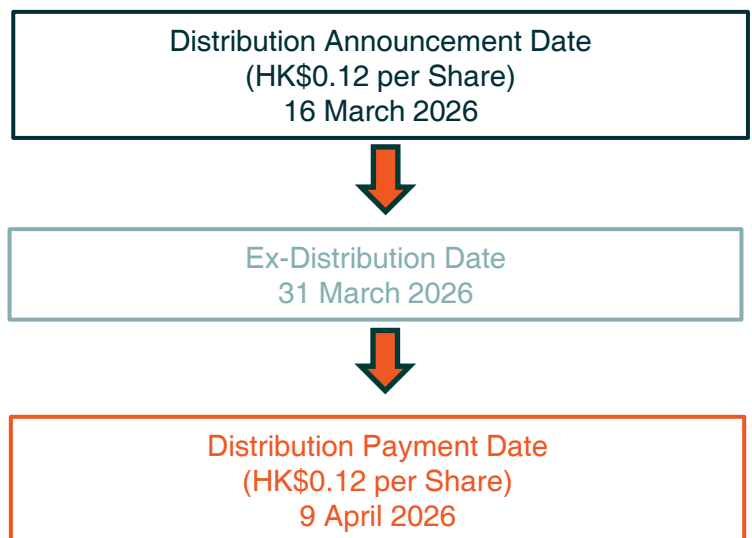 Distribution Announcement Date
(HK$0.12 per Share)
16 March 2026
Ex-Distribution Date
31 March 2026
Distribution Payment Date
(HK$0.12 per Share)
9 April 2026